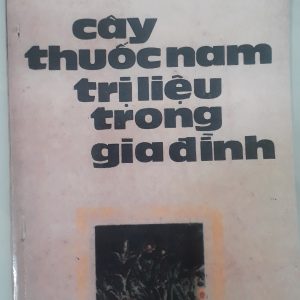 cây
thuốc nam
trị liệu
trong
gia đình